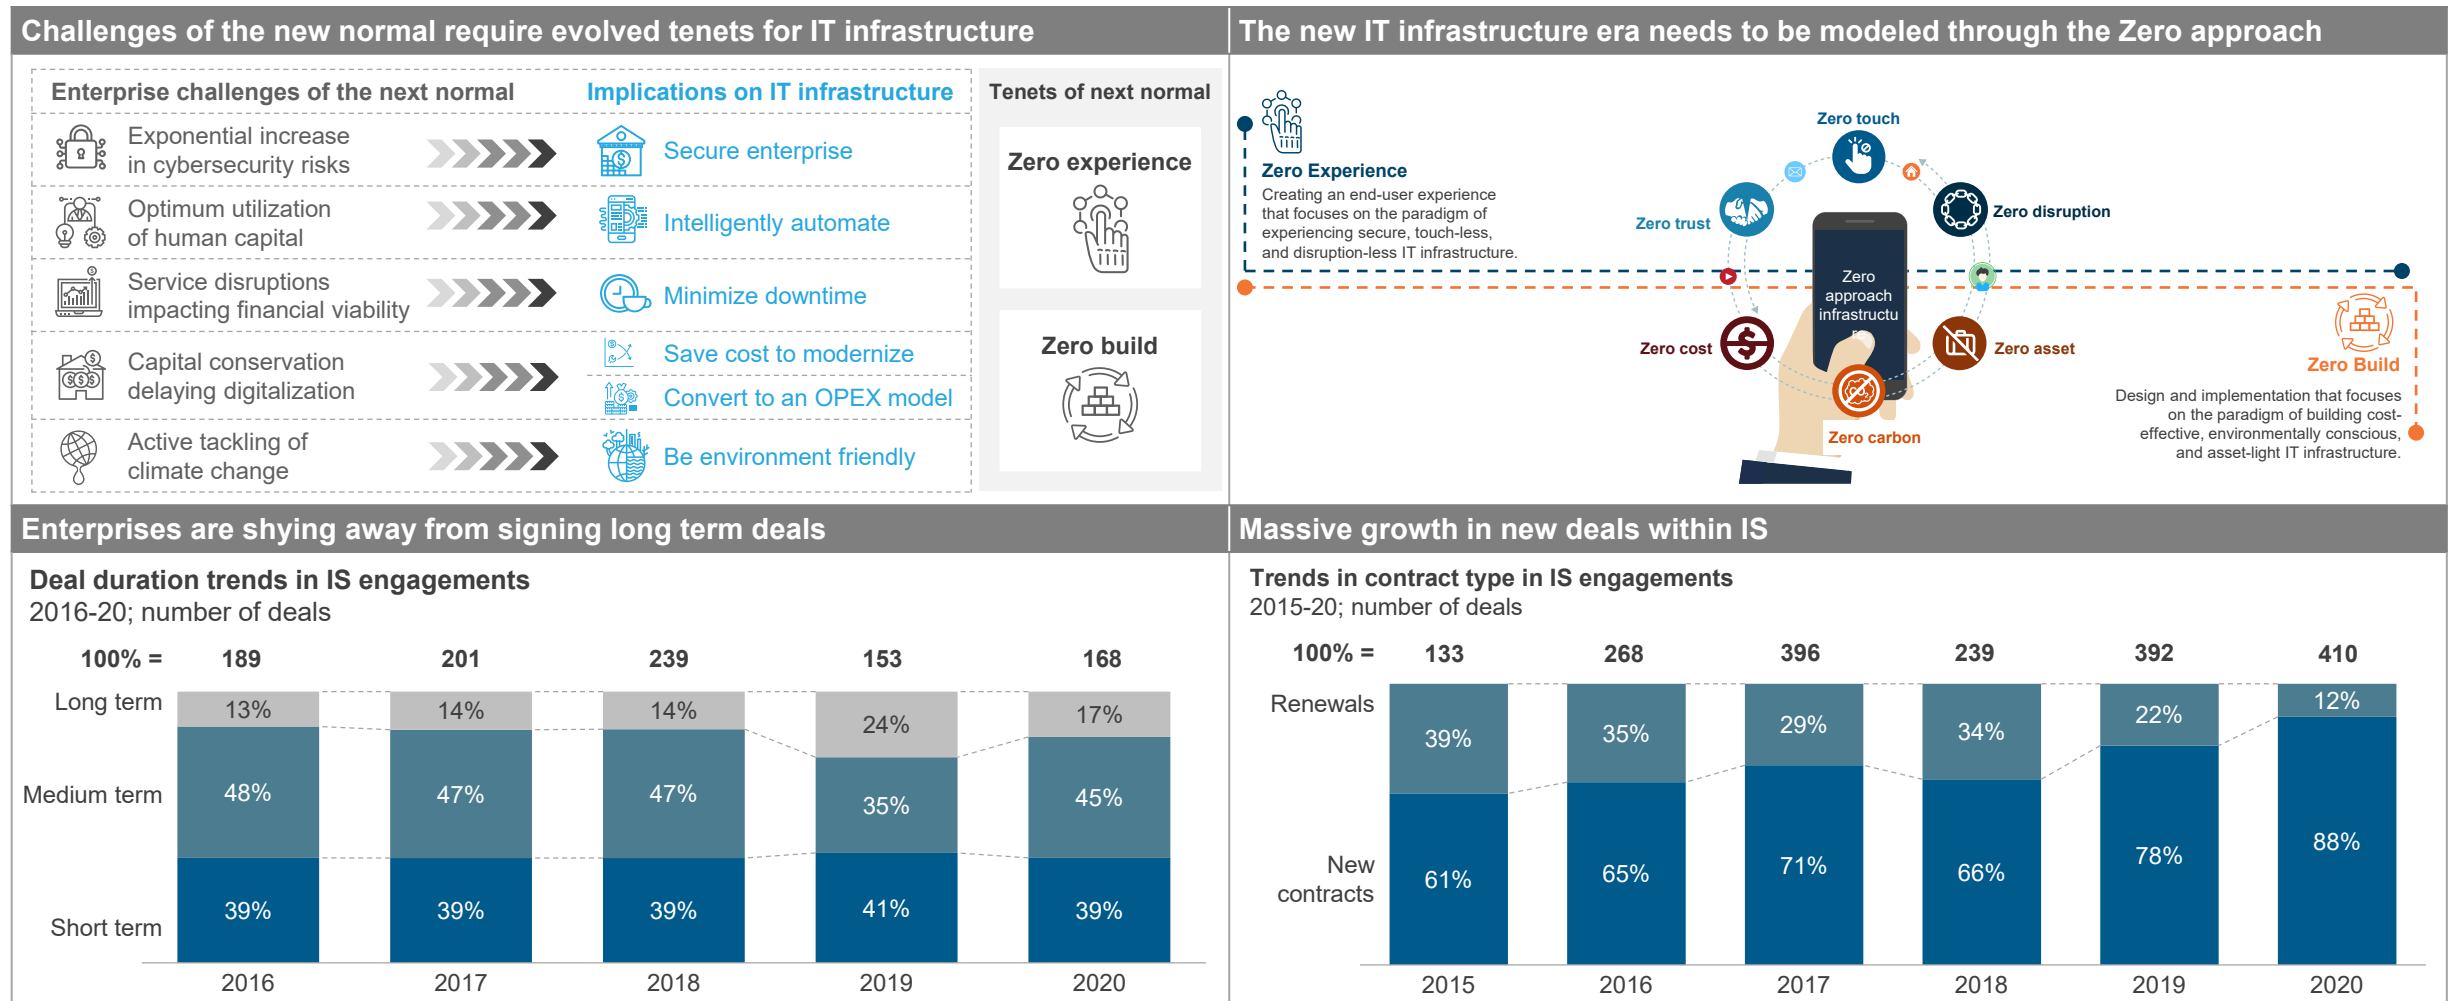 Challenges of the new normal require evolved tenets for IT infrastructure
Enterprise challenges of the next normal
Implications on IT infrastructure
Exponential increase
in cybersecurity risks
Secure enterprise
Optimum utilization
of human capital
Intelligently automate
Service disruptions
impacting financial viability
Minimize downtime
Capital conservation
delaying digitalization
Save cost to modernize
Convert to an OPEX model
Active tackling of
climate change
Be environment friendly
Tenets of next normal
Zero experience
Zero build
The new IT infrastructure era needs to be modeled through the Zero approach
Zero Experience
Creating an end-user experience
that focuses on the paradigm of
experiencing secure, touch-less,
and disruption-less IT infrastructure.
Zero touch
Zero trust
Zero disruption
Zero
approach
infrastructu
re
Zero cost
Zero asset
Zero carbon
Zero Build
Design and implementation that focuses
on the paradigm of building cost-
effective, environmentally conscious,
and asset-light IT infrastructure.
Enterprises are shying away from signing long term deals
Deal duration trends in IS engagements
2016-20; number of deals
100% = 189 201 239 153 168
Long term 13% 14% 14% 24% 17%
Medium term 48% 47% 47% 35% 45%
Short term 39% 39% 39% 41% 39%
2016 2017 2018 2019 2020
Massive growth in new deals within IS
Trends in contract type in IS engagements
2015-20; number of deals
100% = 133 268 396 239 392 410
Renewals 39% 35% 29% 34% 22% 12%
New
contracts 61% 65% 71% 66% 78% 88%
2015 2016 2017 2018 2019 2020